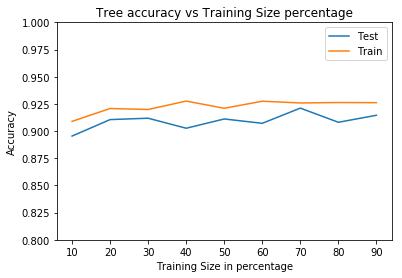 Tree accuracy vs Training Size percentage
1.000
0.975
0.950
0.925
0.900
0.875
0.850
0.825
0.800
Accuracy
Test
Train
10 20 30 40 50 60 70 80 90
Training Size in percentage